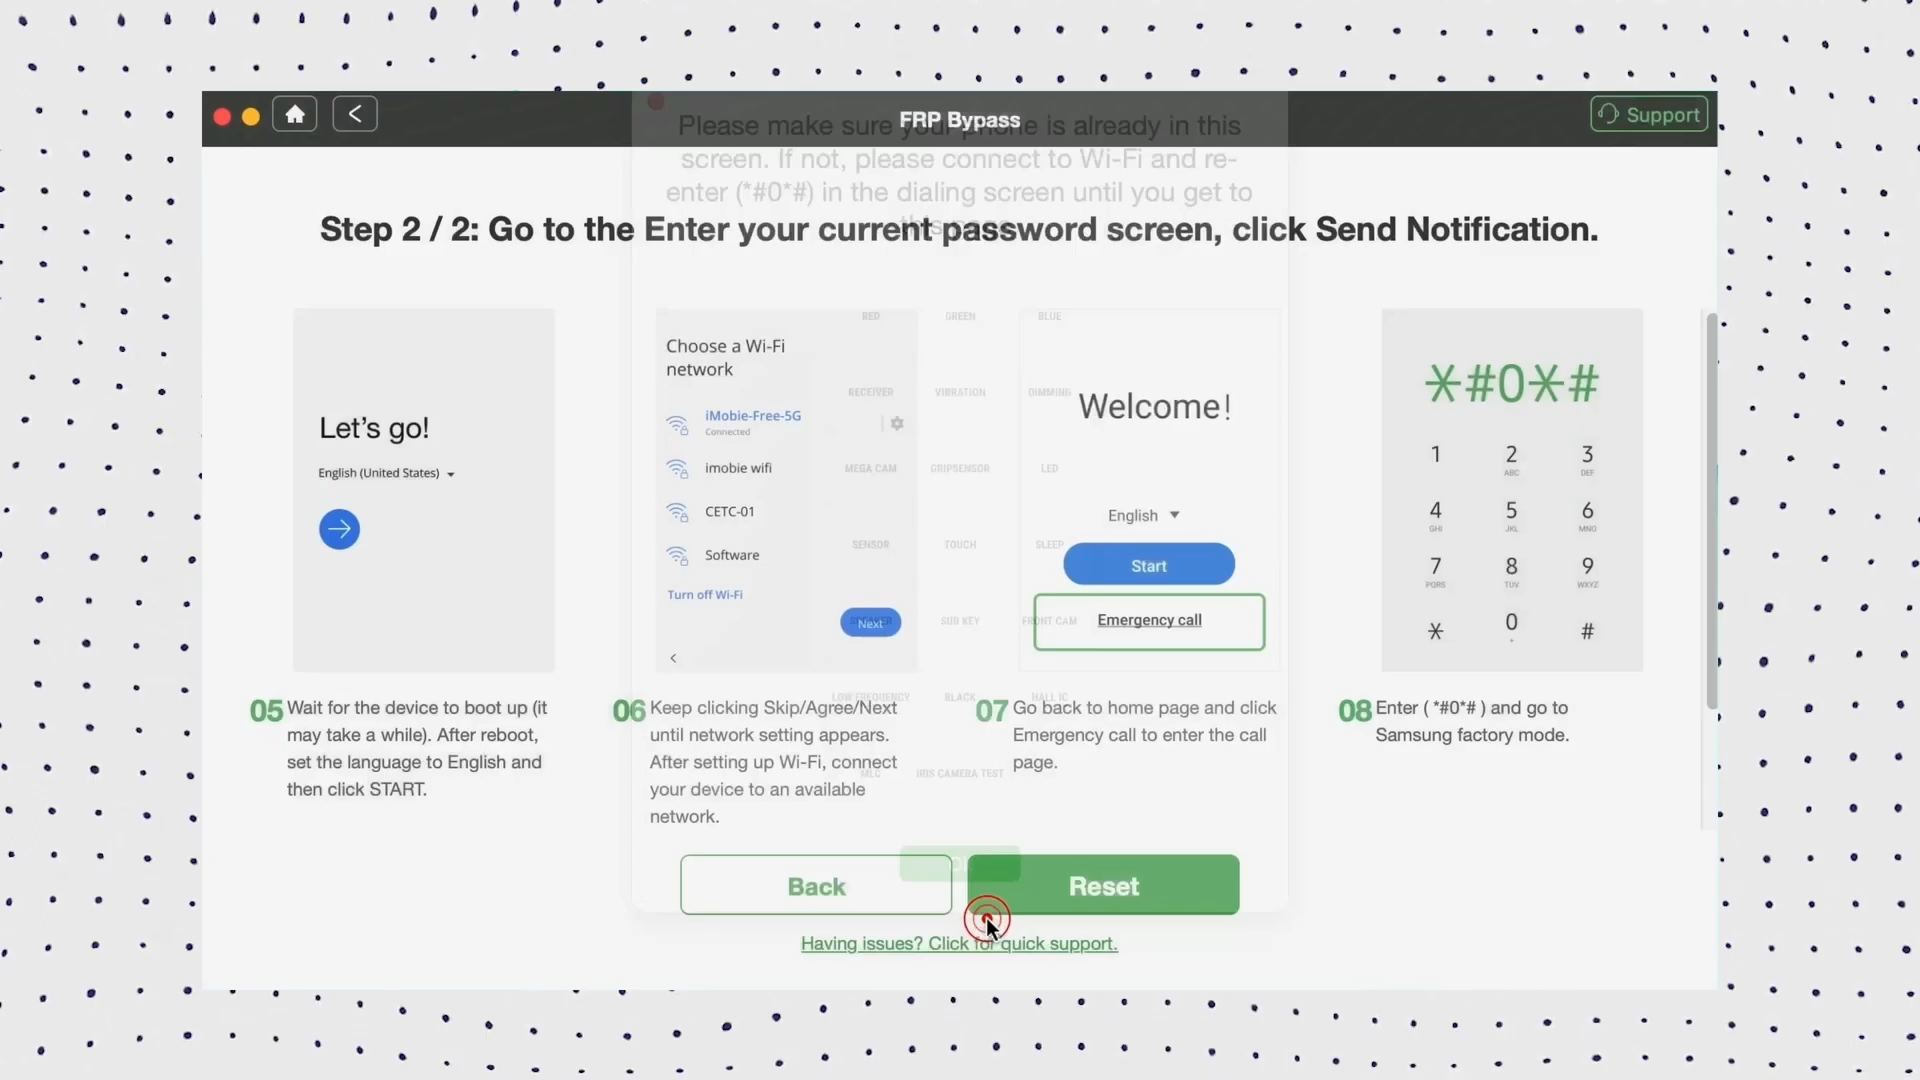 FRP Bypass
Support
Please make sure your phone is already in this
screen. If not, please connect to Wi-Fi and re-
enter (*#0*#) in the dialing screen until you get to
Step 2 / 2: Go to the Enter your current password screen, click Send Notification.
Let's go!
English (United States)
Choose a Wi-Fi
network
iMobie-Free-5G
Connected
imobie wifi
CETC-01
Software
Turn off Wi-Fi
Next
RED GREEN BLUE
RECEIVER VIBRATION DIMMING
MEGA CAM GRIPSENSOR LED
SENSOR TOUCH SLEEP
SPEAKER SUB KEY FRONT CAM
LOW FREQUENCY BLACK HALL IC
MLC IRIS CAMERA TEST
Welcome!
English
Start
Emergency call
*#0*#
1 2 3
ABC DEF
4 5 6
GHI JKL MNO
7 8 9
PQRS TUV WXYZ
* 0 #
+
05 Wait for the device to boot up (it
may take a while). After reboot,
set the language to English and
then click START.
06 Keep clicking Skip/Agree/Next
until network setting appears.
After setting up Wi-Fi, connect
your device to an available
network.
07 Go back to home page and click
Emergency call to enter the call
page.
08 Enter ( *#0*# ) and go to
Samsung factory mode.
Back
Reset
Having issues? Click for quick support.